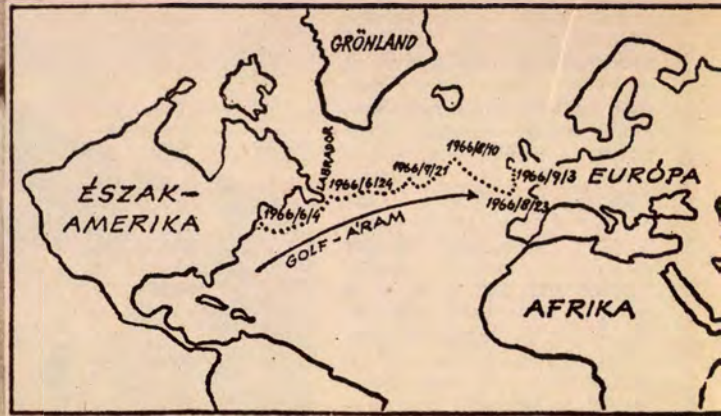 GRÖNLAND
LABRADOR
1966/8/10
1966/7/21
1966/6/24
1966/9/3
EURÓPA
ÉSZAK-
AMERIKA
1966/6/4
1966/8/23
GOLF-ÁRAM
AFRIKA